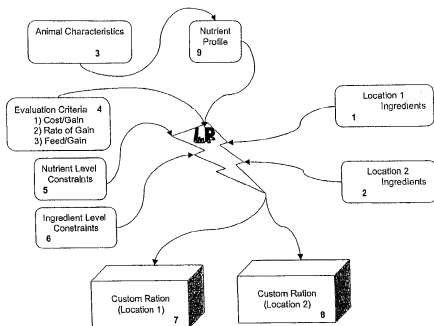 Animal Characteristics
3
Nutrient
Profile
9
Evaluation Criteria 4
1) Cost/Gain
2) Rate of Gain
3) Feed/Gain
L.P.
Location 1
Ingredients
1
Nutrient Level
Constraints
5
Location 2
Ingredients
2
Ingredient Level
Constraints
6
Custom Ration
(Location 1)
7
Custom Ration
(Location 2)
8